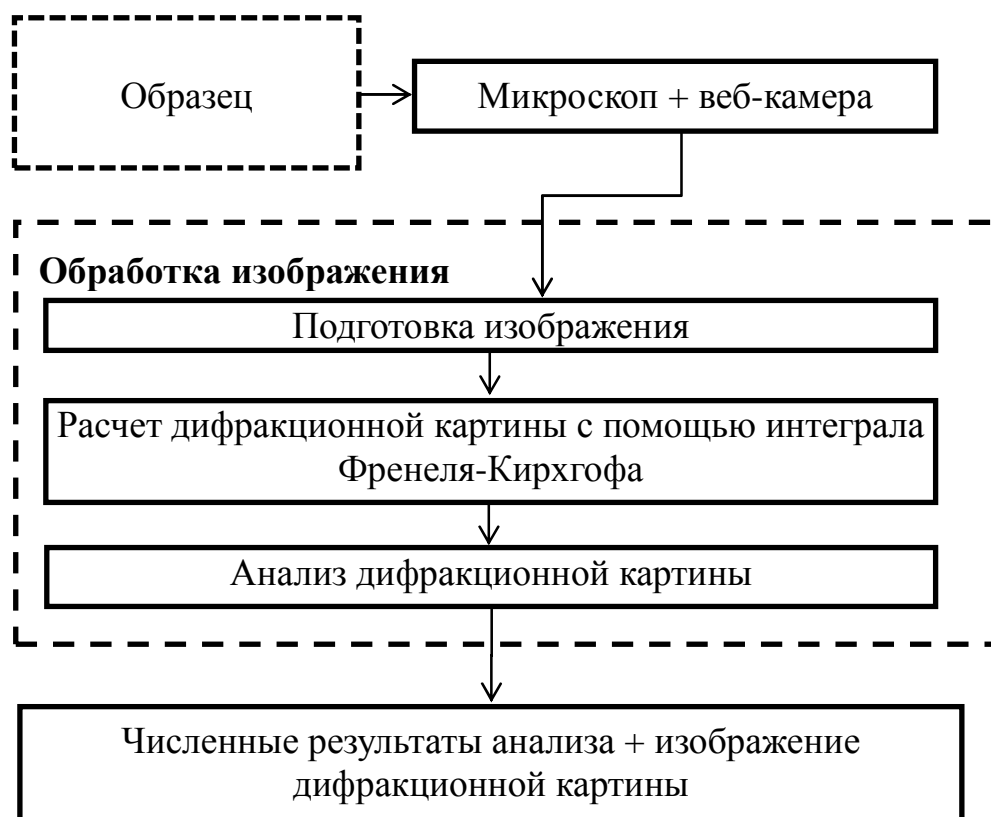 Образец
Микроскоп + веб-камера
Обработка изображения
Подготовка изображения
Расчет дифракционной картины с помощью интеграла
Френеля-Кирхгофа
Анализ дифракционной картины
Численные результаты анализа + изображение
дифракционной картины